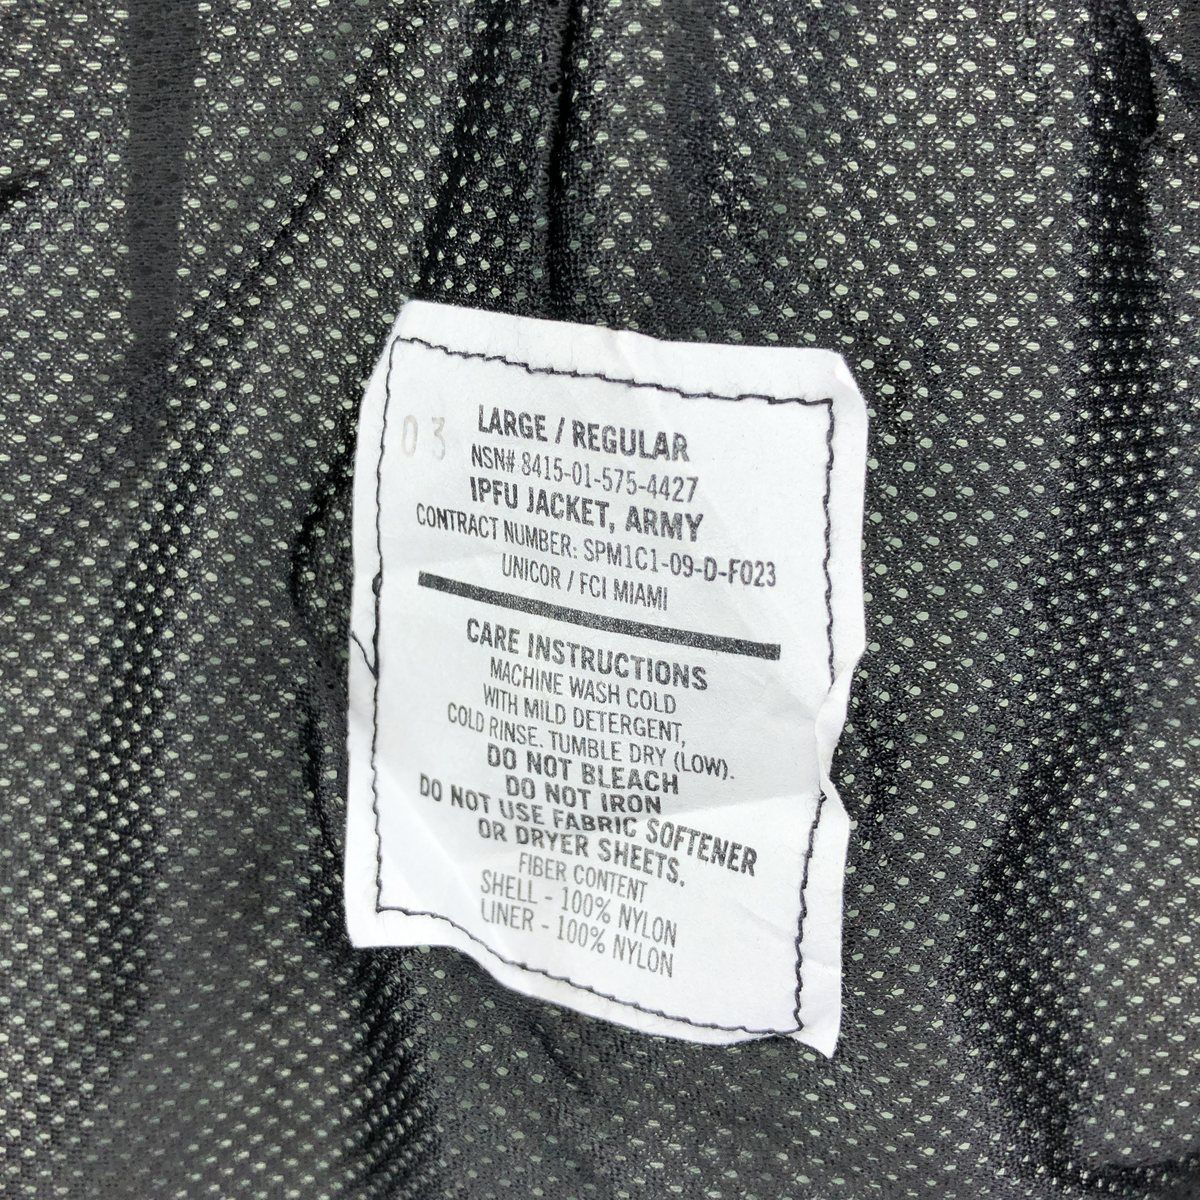 03
LARGE / REGULAR
NSN# 8415-01-575-4427
IPFU JACKET, ARMY
CONTRACT NUMBER: SPM1C1-09-D-F023
UNICOR / FCI MIAMI
CARE INSTRUCTIONS
MACHINE WASH COLD
WITH MILD DETERGENT,
COLD RINSE. TUMBLE DRY (LOW).
DO NOT BLEACH
DO NOT IRON
DO NOT USE FABRIC SOFTENER
OR DRYER SHEETS.
FIBER CONTENT
SHELL - 100% NYLON
LINER - 100% NYLON